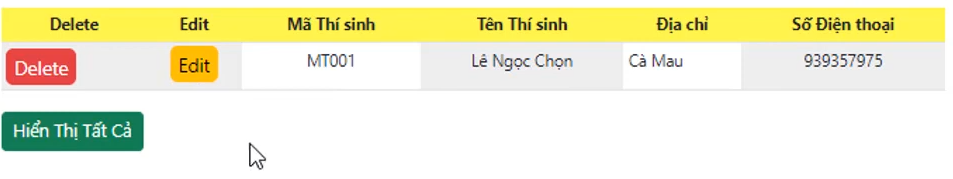 Delete Edit Mã Thí sinh Tên Thí sinh Địa chỉ Số Điện thoại
Delete Edit MT001 Lê Ngọc Chọn Cà Mau 939357975
Hiển Thị Tất Cả